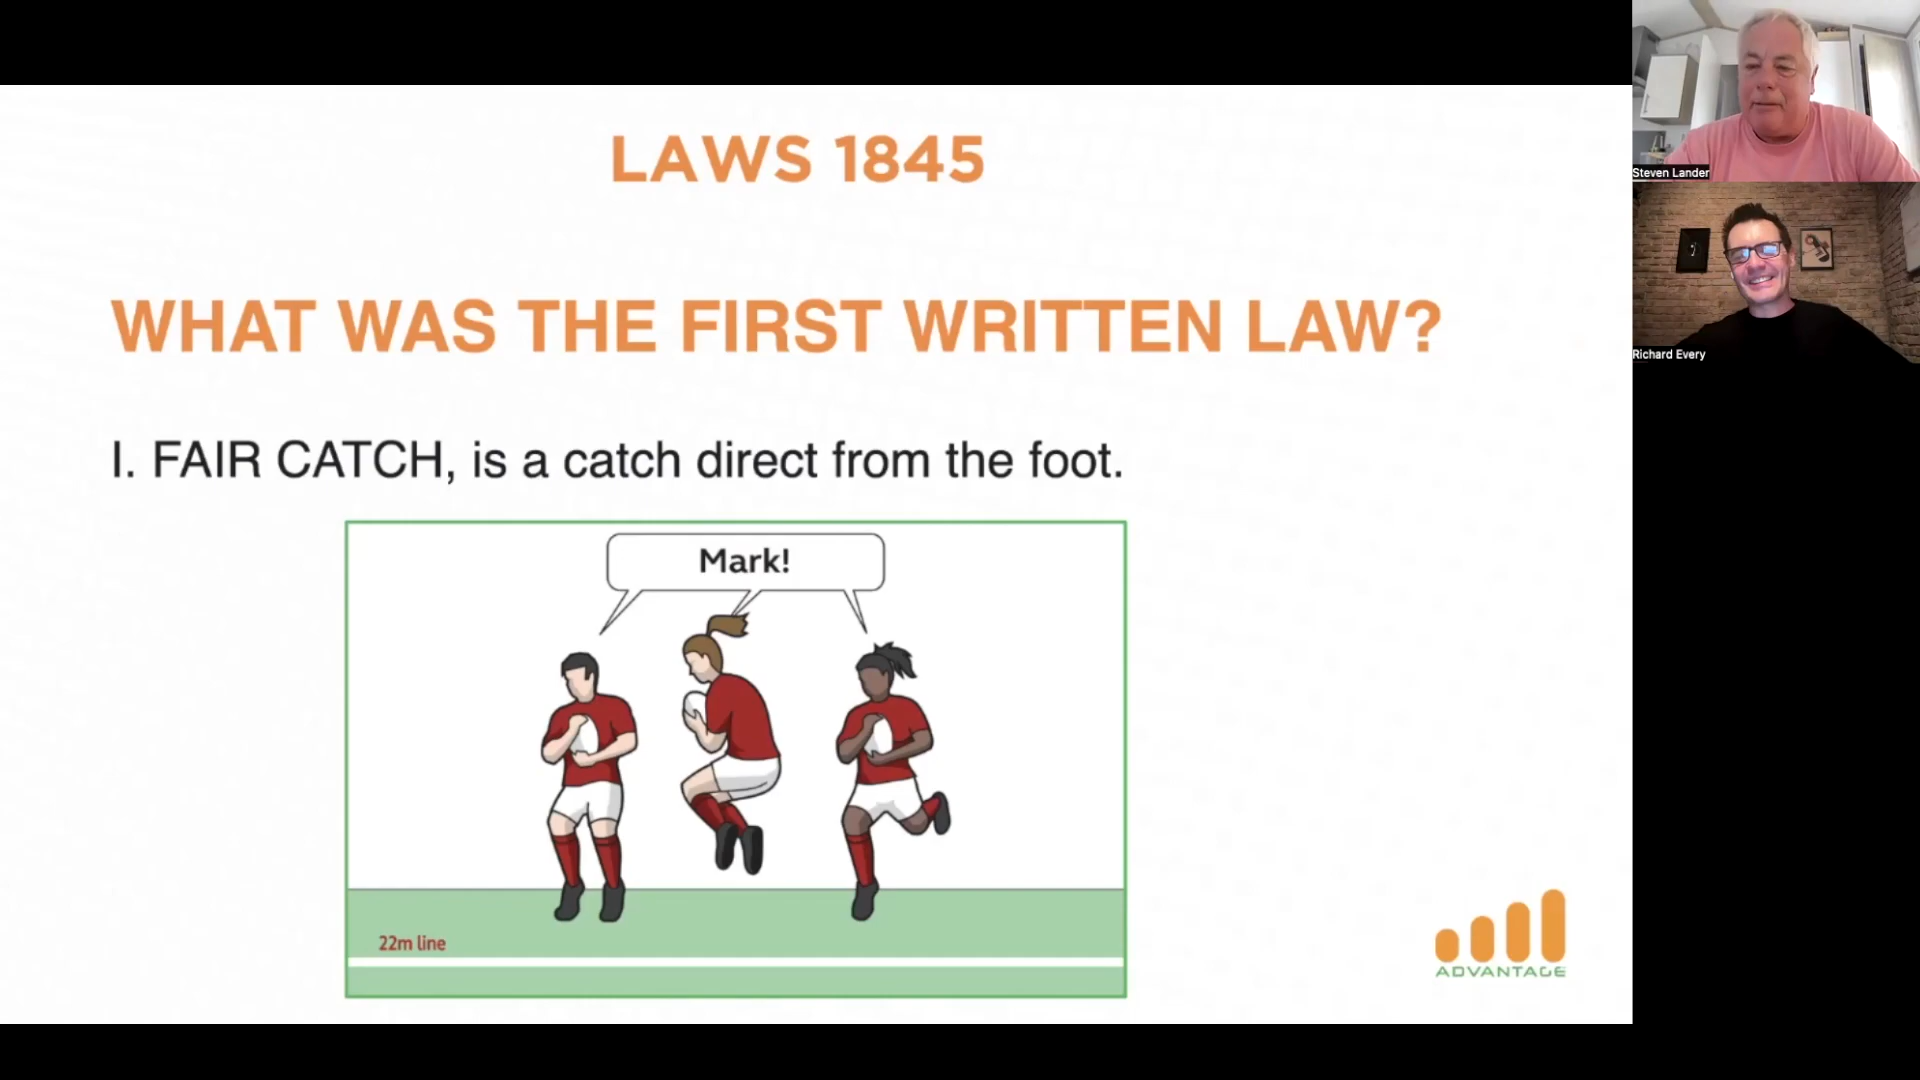 LAWS 1845
WHAT WAS THE FIRST WRITTEN LAW?
I. FAIR CATCH, is a catch direct from the foot.
Mark!
22m line
ADVANTAGE
Steven Lander
Richard Every